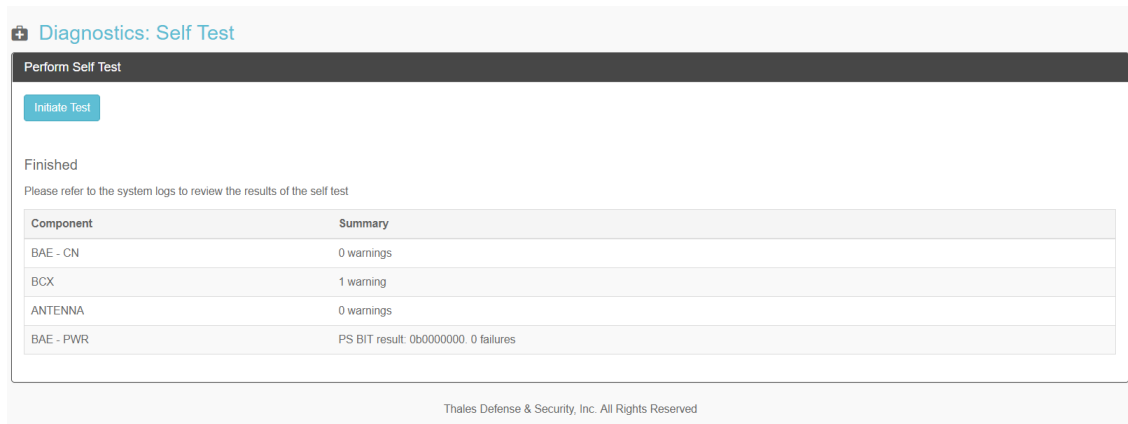 Diagnostics: Self Test
Perform Self Test
Initiate Test
Finished
Please refer to the system logs to review the results of the self test
Component Summary
BAE - CN 0 warnings
BCX 1 warning
ANTENNA 0 warnings
BAE - PWR PS BIT result: 0b0000000. 0 failures
Thales Defense & Security, Inc. All Rights Reserved